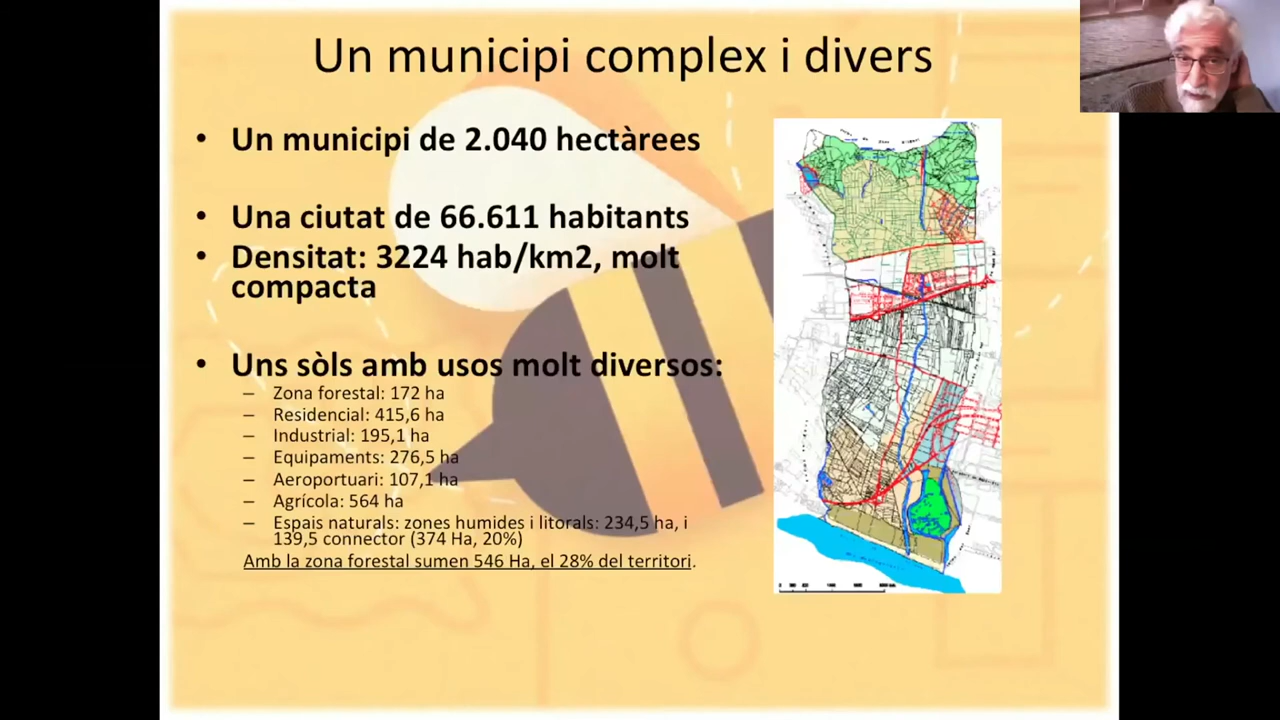 Un municipi complex i divers
• Un municipi de 2.040 hectàrees
• Una ciutat de 66.611 habitants
• Densitat: 3224 hab/km2, molt
compacta
• Uns sòls amb usos molt diversos:
– Zona forestal: 172 ha
– Residencial: 415,6 ha
– Industrial: 195,1 ha
– Equipaments: 276,5 ha
– Aeroportuari: 107,1 ha
– Agrícola: 564 ha
– Espais naturals: zones humides i litorals: 234,5 ha, i
139,5 connector (374 Ha, 20%)
Amb la zona forestal sumen 546 Ha, el 28% del territori.